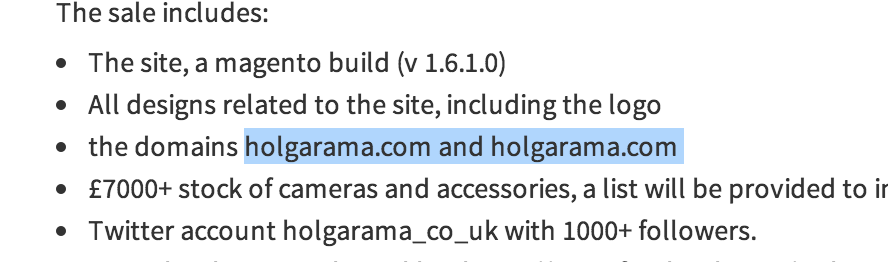 The sale includes:
The site, a magento build (v 1.6.1.0)
All designs related to the site, including the logo
the domains holgarama.com and holgarama.com
£7000+ stock of cameras and accessories, a list will be provided to
Twitter account holgarama_co_uk with 1000+ followers.